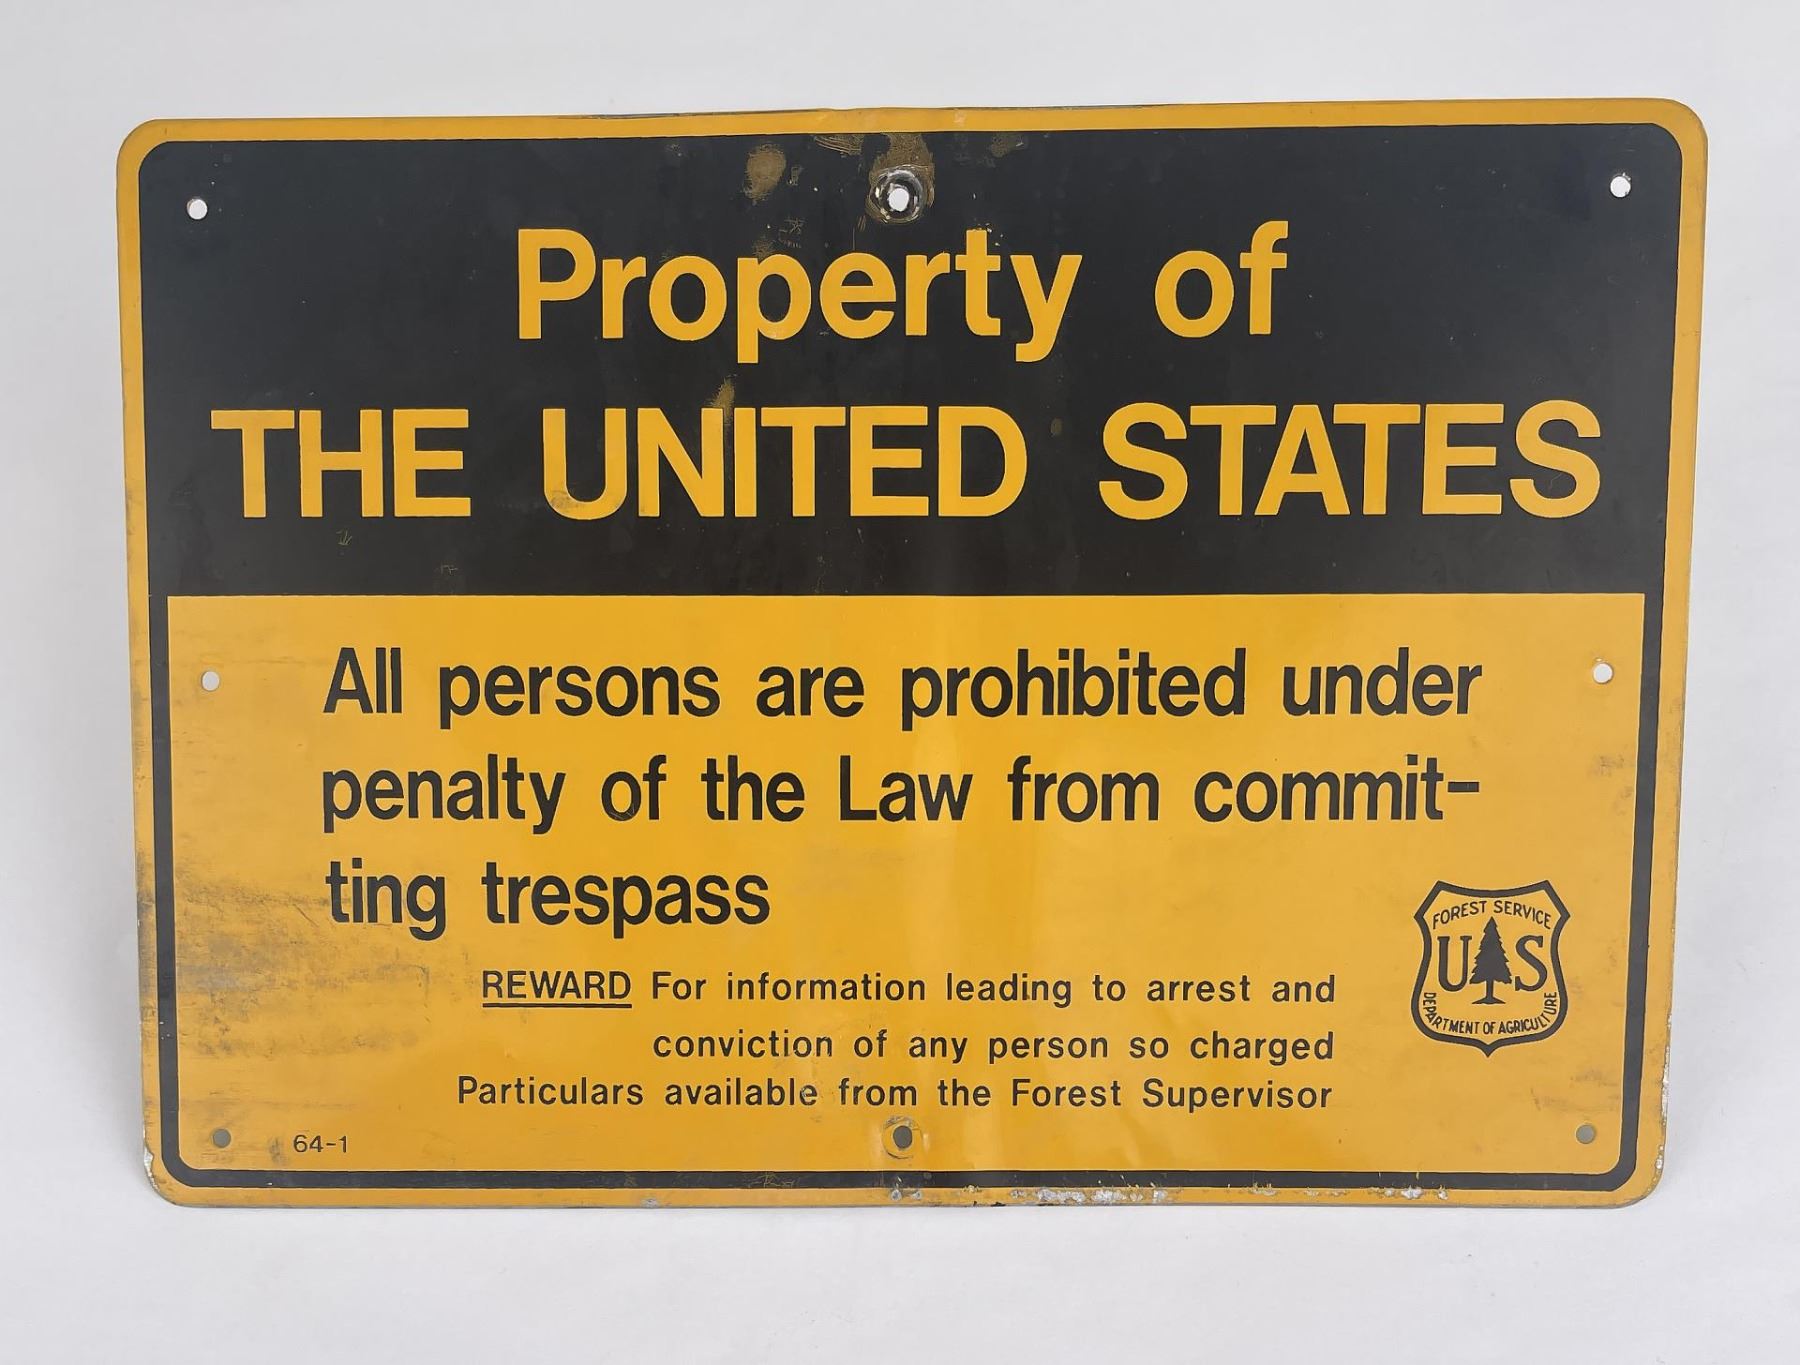 Property of
THE UNITED STATES
All persons are prohibited under
penalty of the Law from commit-
ting trespass
REWARD For information leading to arrest and
conviction of any person so charged
Particulars available from the Forest Supervisor
64-1
FOREST SERVICE
U S
DEPARTMENT OF AGRICULTURE